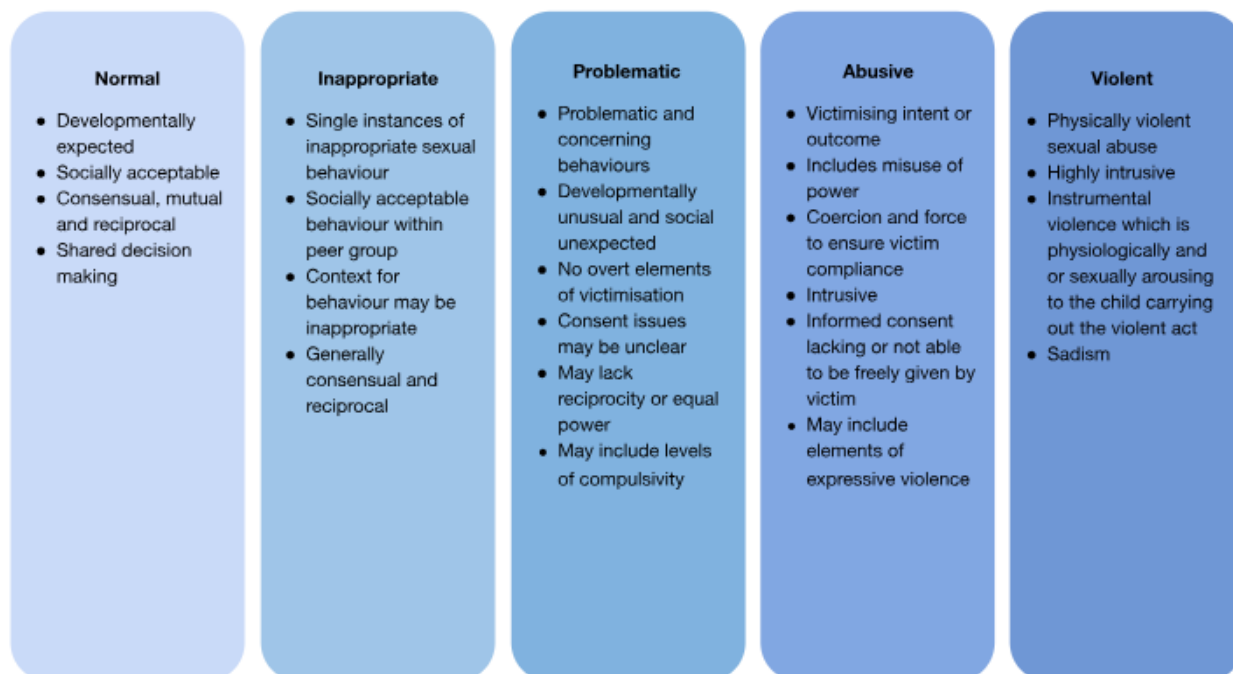 Normal
● Developmentally
expected
● Socially acceptable
● Consensual, mutual
and reciprocal
● Shared decision
making
Inappropriate
● Single instances of
inappropriate sexual
behaviour
● Socially acceptable
behaviour within
peer group
● Context for
behaviour may be
inappropriate
● Generally
consensual and
reciprocal
Problematic
● Problematic and
concerning
behaviours
● Developmentally
unusual and social
unexpected
● No overt elements
of victimisation
● Consent issues
may be unclear
● May lack
reciprocity or equal
power
● May include levels
of compulsivity
Abusive
● Victimising intent or
outcome
● Includes misuse of
power
● Coercion and force
to ensure victim
compliance
● Intrusive
● Informed consent
lacking or not able
to be freely given by
victim
● May include
elements of
expressive violence
Violent
● Physically violent
sexual abuse
● Highly intrusive
● Instrumental
violence which is
physiologically and
or sexually arousing
to the child carrying
out the violent act
● Sadism